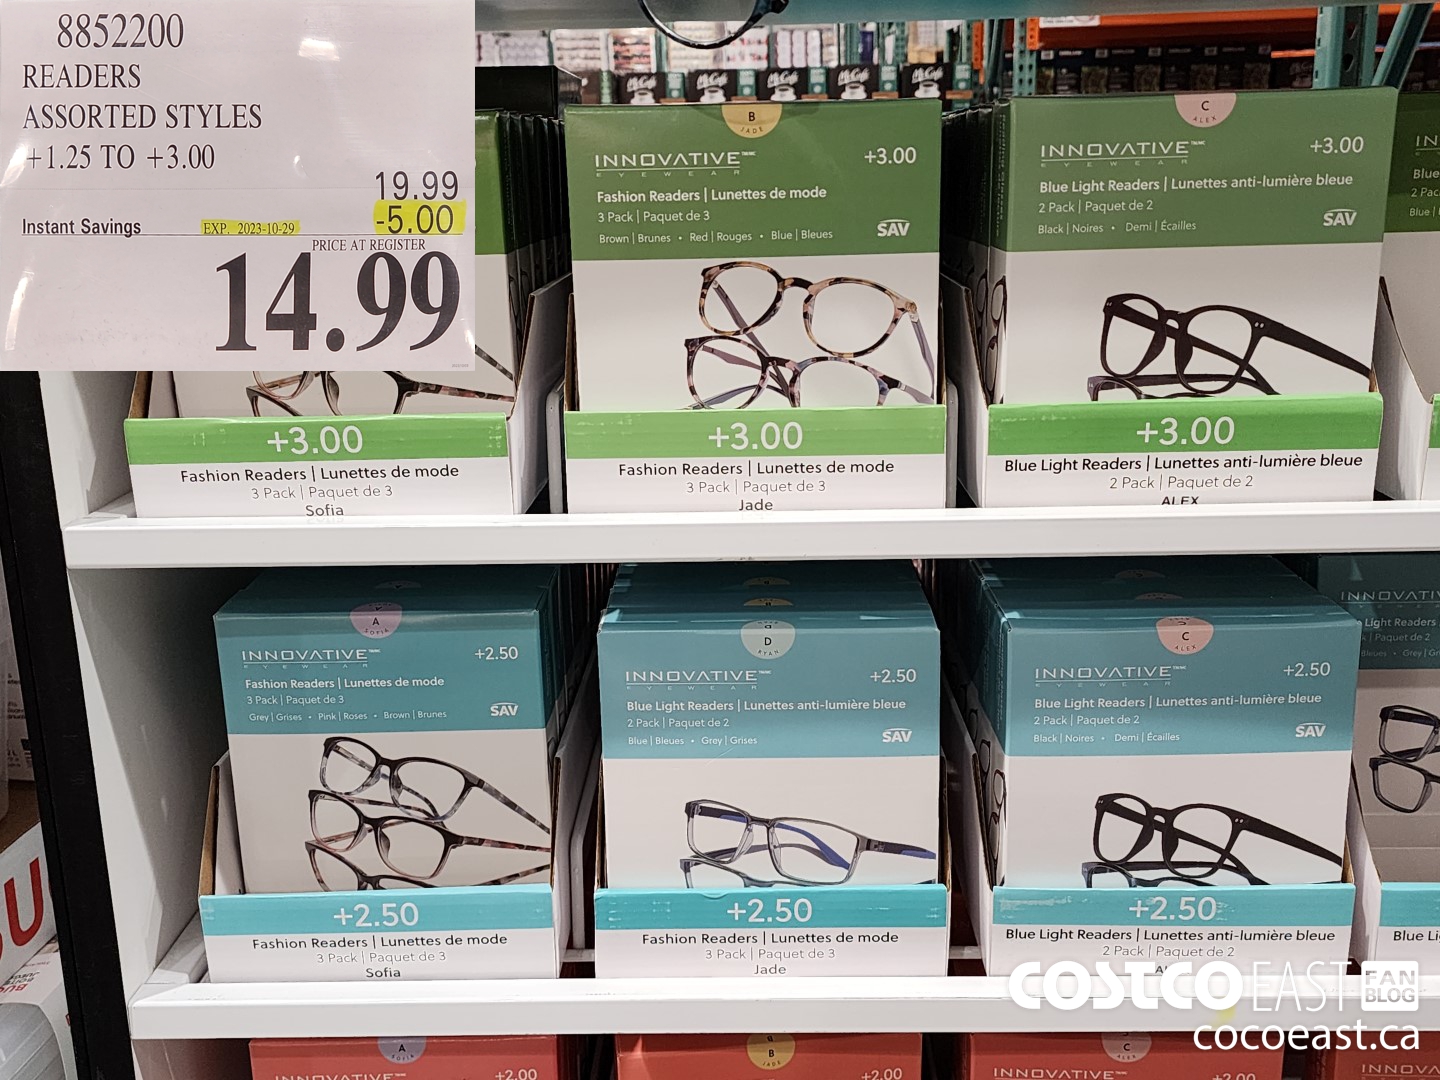 8852200
READERS
ASSORTED STYLES
+1.25 TO +3.00
19.99
Instant Savings EXP. 2023-10-29 -5.00
PRICE AT REGISTER
14.99
McCafé McCafé McCafé McCafé
B
JADE
INNOVATIVE
EYEWEAR
+3.00
Fashion Readers | Lunettes de mode
3 Pack | Paquet de 3
SAV
Brown | Brunes • Red | Rouges • Blue | Bleues
C
ALEX
INNOVATIVE
EYEWEAR
+3.00
Blue Light Readers | Lunettes anti-lumière bleue
2 Pack | Paquet de 2
SAV
Black | Noires • Demi | Écailles
+3.00
Fashion Readers | Lunettes de mode
3 Pack | Paquet de 3
Sofia
+3.00
Fashion Readers | Lunettes de mode
3 Pack | Paquet de 3
Jade
+3.00
Blue Light Readers | Lunettes anti-lumière bleue
2 Pack | Paquet de 2
ALEX
A
SOFIA
INNOVATIVE
EYEWEAR
+2.50
Fashion Readers | Lunettes de mode
3 Pack | Paquet de 3
SAV
Grey | Grises • Pink | Roses • Brown | Brunes
D
RYAN
INNOVATIVE
EYEWEAR
+2.50
Blue Light Readers | Lunettes anti-lumière bleue
2 Pack | Paquet de 2
SAV
Blue | Bleues • Grey | Grises
C
ALEX
INNOVATIVE
EYEWEAR
+2.50
Blue Light Readers | Lunettes anti-lumière bleue
2 Pack | Paquet de 2
SAV
Black | Noires • Demi | Écailles
+2.50
Fashion Readers | Lunettes de mode
3 Pack | Paquet de 3
Sofia
+2.50
Fashion Readers | Lunettes de mode
3 Pack | Paquet de 3
Jade
+2.50
Blue Light Readers | Lunettes anti-lumière bleue
2 Pack | Paquet de 2
COSTCO EAST FAN BLOG
cocoeast.ca
A
SOFIA
INNOVATIVE
+2.00
B
JADE
INNOVATIVE
+2.00
C
ALEX
INNOVATIVE
+2.00